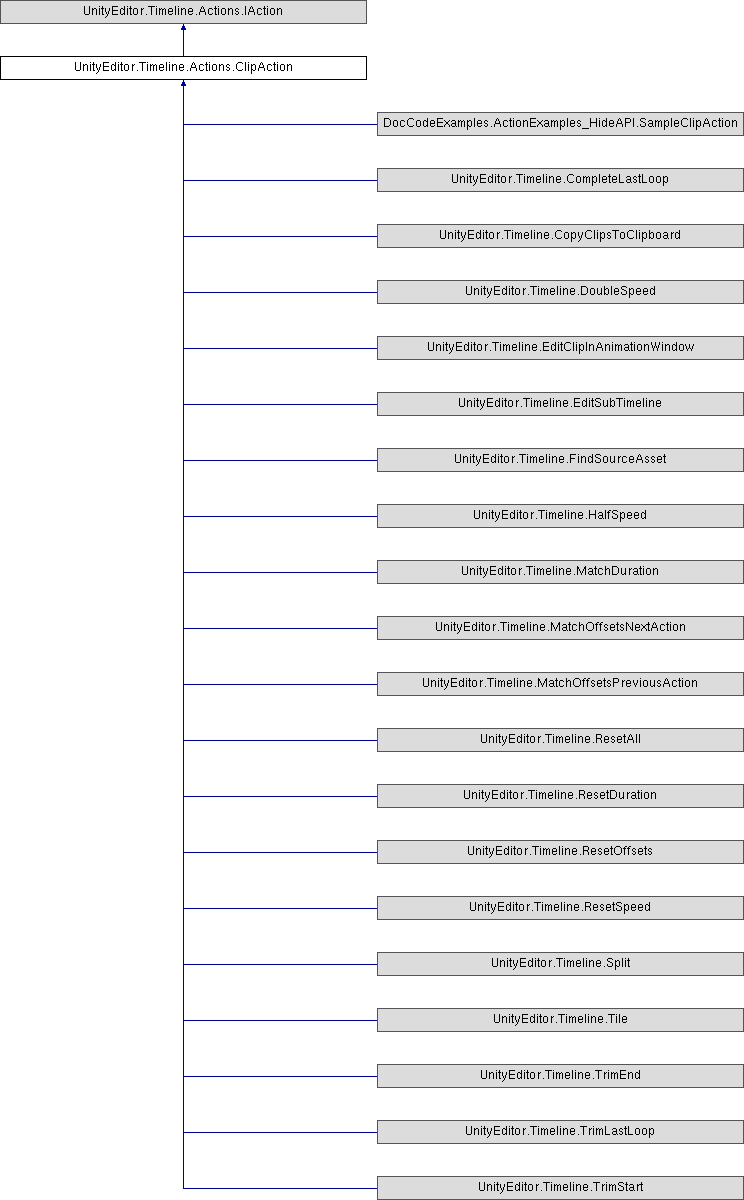 UnityEditor.Timeline.Actions.IAction
UnityEditor.Timeline.Actions.ClipAction
DocCodeExamples.ActionExamples_HideAPI.SampleClipAction
UnityEditor.Timeline.CompleteLastLoop
UnityEditor.Timeline.CopyClipsToClipboard
UnityEditor.Timeline.DoubleSpeed
UnityEditor.Timeline.EditClipInAnimationWindow
UnityEditor.Timeline.EditSubTimeline
UnityEditor.Timeline.FindSourceAsset
UnityEditor.Timeline.HalfSpeed
UnityEditor.Timeline.MatchDuration
UnityEditor.Timeline.MatchOffsetsNextAction
UnityEditor.Timeline.MatchOffsetsPreviousAction
UnityEditor.Timeline.ResetAll
UnityEditor.Timeline.ResetDuration
UnityEditor.Timeline.ResetOffsets
UnityEditor.Timeline.ResetSpeed
UnityEditor.Timeline.Split
UnityEditor.Timeline.Tile
UnityEditor.Timeline.TrimEnd
UnityEditor.Timeline.TrimLastLoop
UnityEditor.Timeline.TrimStart